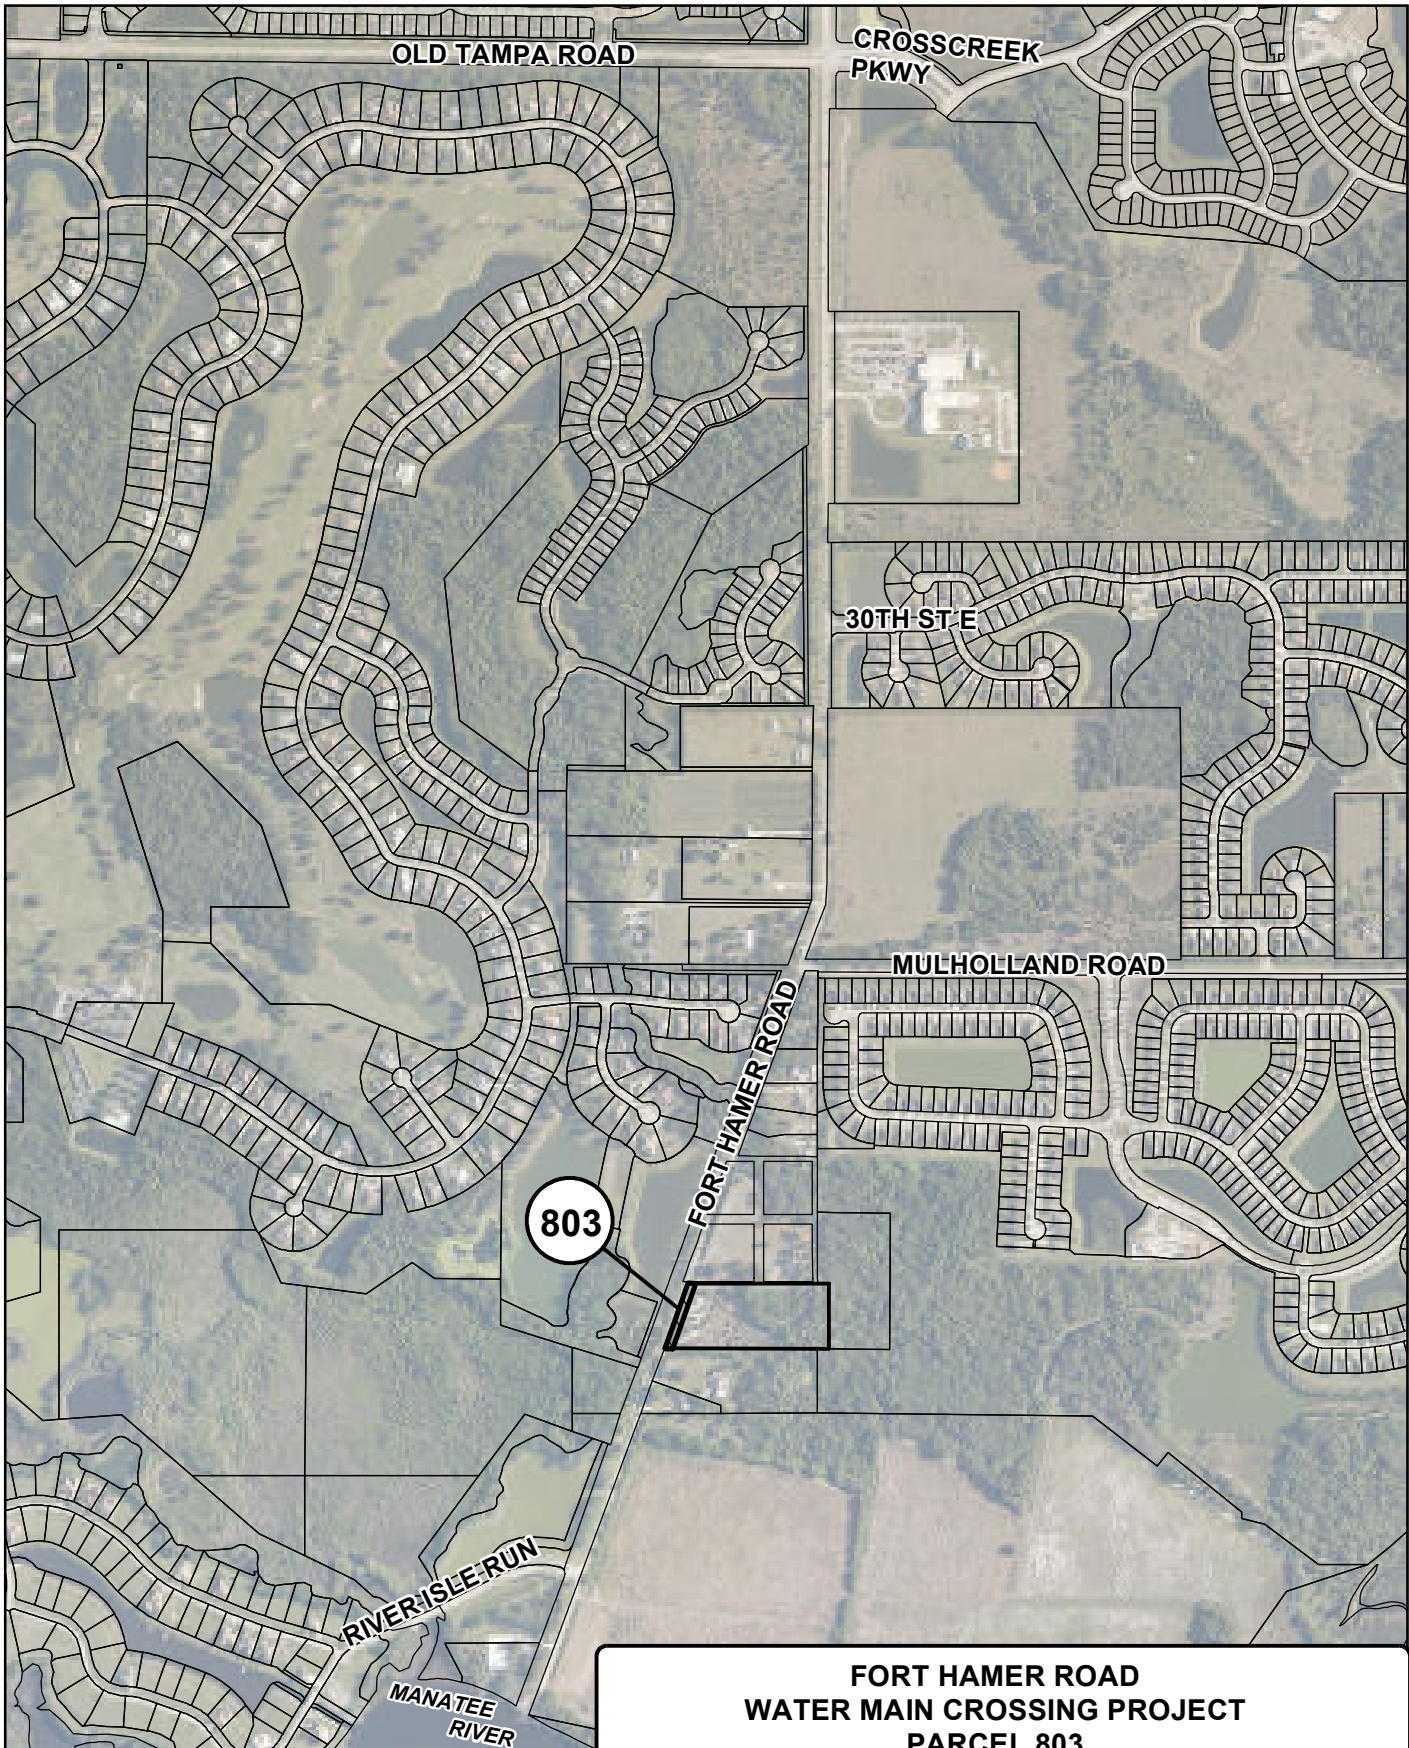 OLD TAMPA ROAD
CROSSCREEK
PKWY
30TH ST E
MULHOLLAND ROAD
FORT HAMER ROAD
803
RIVER ISLE RUN
MANATEE
RIVER
FORT HAMER ROAD
WATER MAIN CROSSING PROJECT
PARCEL 803